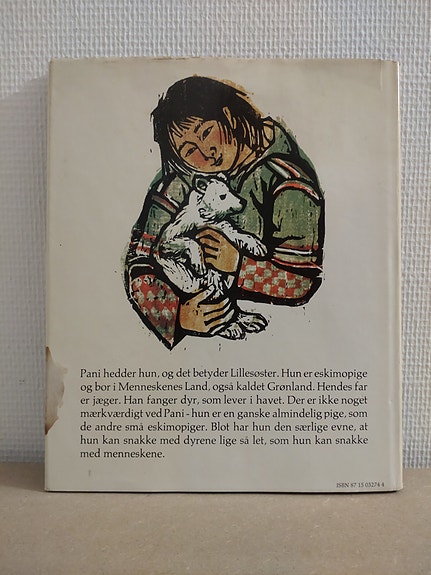 Pani hedder hun, og det betyder Lillesøster. Hun er eskimopige
og bor i Menneskenes Land, også kaldet Grønland. Hendes far
er jæger. Han fanger dyr, som lever i havet. Der er ikke noget
mærkværdigt ved Pani - hun er en ganske almindelig pige, som
de andre små eskimopiger. Blot har hun den særlige evne, at
hun kan snakke med dyrene lige så let, som hun kan snakke
med menneskene.
ISBN 87 15 03274 4